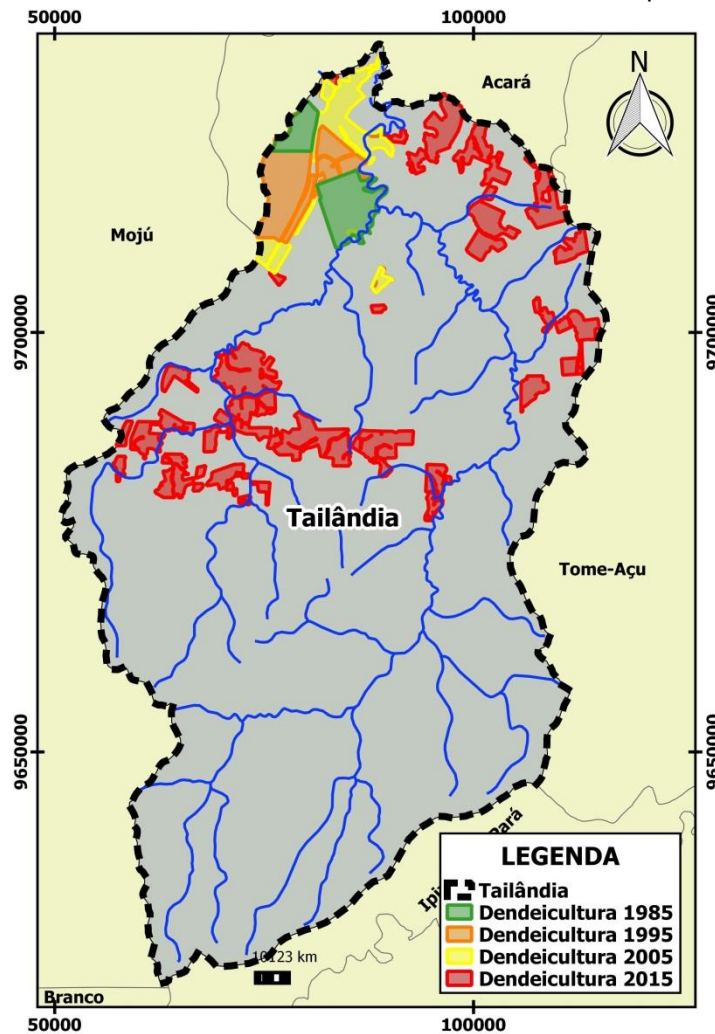 50000
100000
N
Acará
Mojú
9700000
9700000
Tailândia
Tome-Açu
9650000
9650000
Pará
LEGENDA
Tailândia
Dendeicultura 1985
Dendeicultura 1995
Dendeicultura 2005
Dendeicultura 2015
Branco
50000
100000